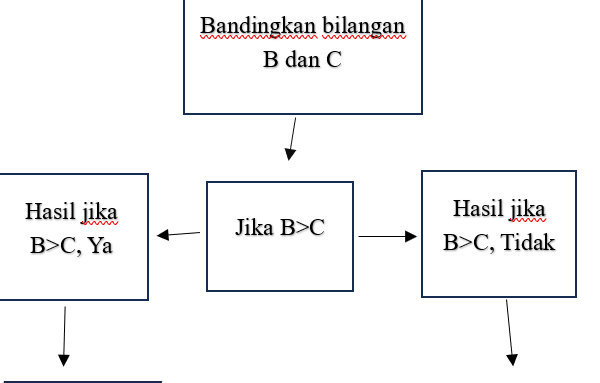 Bandingkan bilangan
B dan C
Hasil jika
B>C, Ya
Jika B>C
Hasil jika
B>C, Tidak